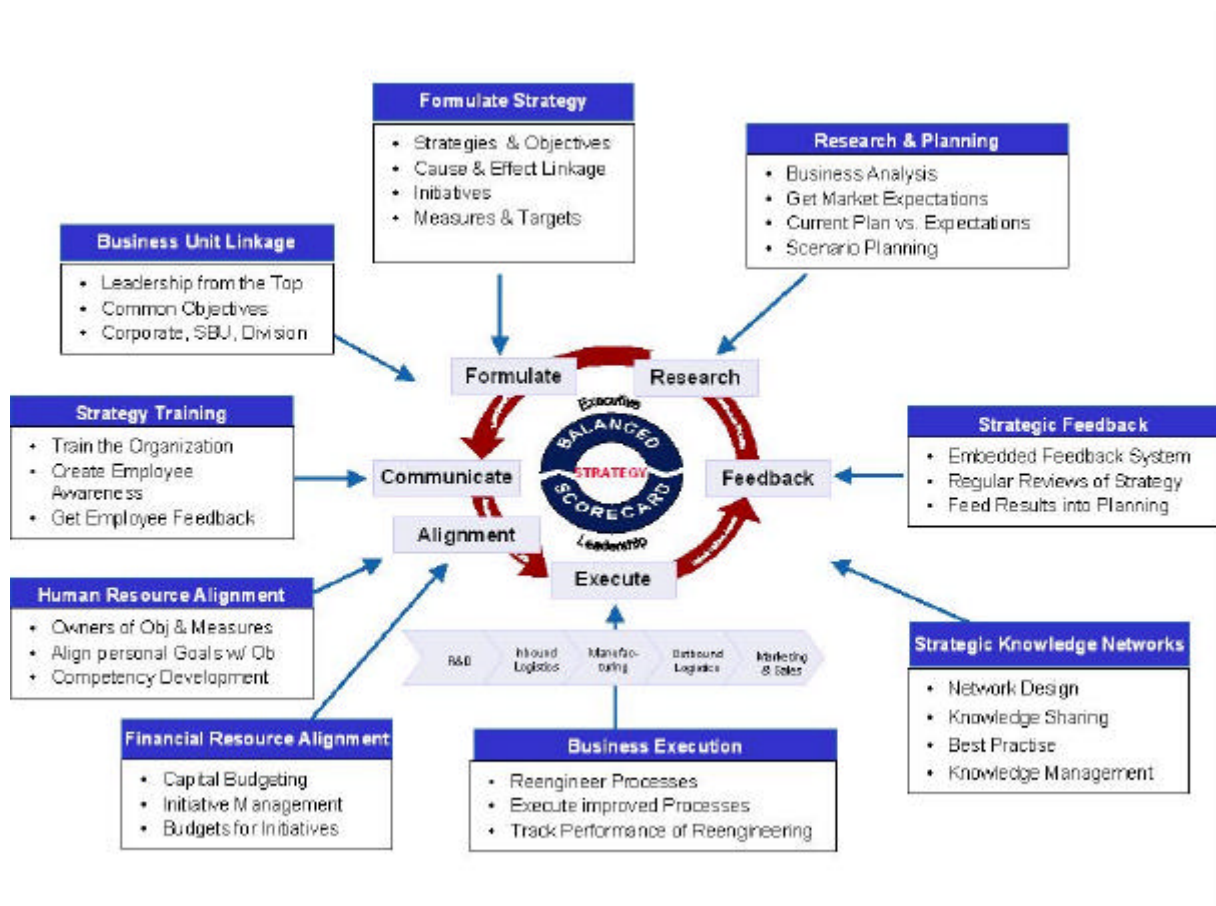 Formulate Strategy
• Strategies & Objectives
• Cause & Effect Linkage
• Initiatives
• Measures & Targets
Research & Planning
• Business Analysis
• Get Market Expectations
• Current Plan vs. Expectations
• Scenario Planning
Business Unit Linkage
• Leadership from the Top
• Common Objectives
• Corporate, SBU, Division
Formulate
Research
Executive
BALANCED
STRATEGY
SCORECARD
Leadership
Strategy Training
• Train the Organization
• Create Employee
Awareness
• Get Employee Feedback
Communicate
Feedback
Strategic Feedback
• Embedded Feedback System
• Regular Reviews of Strategy
• Feed Results into Planning
Alignment
Execute
Human Resource Alignment
• Owners of Obj & Measures
• Align personal Goals w/ Ob
• Competency Development
R&D
Inbound
Logistics
Manufac-
turing
Outbound
Logistics
Marketing
& Sales
Strategic Knowledge Networks
• Network Design
• Knowledge Sharing
• Best Practise
• Knowledge Management
Financial Resource Alignment
• Capital Budgeting
• Initiative Management
• Budgets for Initiatives
Business Execution
• Reengineer Processes
• Execute improved Processes
• Track Performance of Reengineering